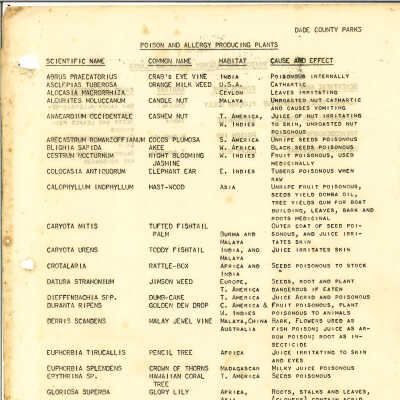 DADE COUNTY PARKS
POISON AND ALLERGY PRODUCING PLANTS
SCIENTIFIC NAME COMMON NAME HABITAT CAUSE AND EFFECT
ABRUS PRAECATORIUS CRAB'S EYE VINE INDIA POISONOUS INTERNALLY
ASCLEPIAS TUBEROSA ORANGE MILK WEED U.S.A. CATHARTIC
ALOCASIA MACRORRHIZA CEYLON LEAVES IRRITATING
ALEURITES MOLUCCANUM CANDLE NUT MALAYA UNROASTED NUT CATHARTIC
AND CAUSES VOMITING
ANACARDIUM OCCIDENTALE CASHEW NUT T. AMERICA, JUICE OF NUT IRRITATING
W. INDIES TO SKIN, UNROASTED NUT
POISONOUS
ARECASTRUM ROMANZOFFIANUM COCOS PLUMOSA S. AMERICA UNRIPE SEEDS POISONOUS
BLIGHIA SAPIDA AKEE W. AFRICA BLACK SEEDS POISONOUS
CESTRUM NOCTURNUM NIGHT BLOOMING W. INDIES FRUIT POISONOUS, USED
JASMINE MEDICINALLY
COLOCASIA ANTIQUORUM ELEPHANT EAR E. INDIES TUBERS POISONOUS WHEN
RAW
CALOPHYLLUM INOPHYLLUM MAST-WOOD ASIA UNRIPE FRUIT POISONOUS,
SEEDS YIELD DOMBA OIL,
TREE YIELDS GUM FOR BOAT
BUILDING, LEAVES, BARK AND
ROOTS MEDICINAL
CARYOTA MITIS TUFTED FISHTAIL OUTER COAT OF SEED POI-
PALM BURMA AND SONOUS, AND JUICE IRRI-
MALAYA TATES SKIN
CARYOTA URENS TODDY FISHTAIL INDIA, AND JUICE IRRITATES SKIN
MALAYA
CROTALARIA RATTLE-BOX AFRICA AND SEEDS POISONOUS TO STOCK
INDIA
DATURA STRAMONIUM JIMSON WEED EUROPE, SEEDS, ROOT AND PLANT
T. AMERICA DANGEROUS IF EATEN
DIEFFENBACHIA SPP. DUMB-CANE T. AMERICA JUICE ACRID AND POISONOUS
DURANTA REPENS GOLDEN DEW DROP C. AMERICA & FRUIT POISONOUS, PLANT
W. INDIES POISONOUS TO ANIMALS
DERRIS SCANDENS MALAY JEWEL VINE MALAYA, CHINA BARK, FLOWERS USED AS
AUSTRALIA FISH POISON; JUICE AS AR-
ROW POISON; ROOT AS IN-
SECTICIDE
EUPHORBIA TIRUCALLIS PENCIL TREE AFRICA JUICE IRRITATING TO SKIN
AND EYES
EUPHORBIA SPLENDENS CROWN OF THORNS MADAGASCAR MILKY JUICE POISONOUS
ERYTHRINA SP. HAWAIIAN CORAL T. AMERICA SEEDS POISONOUS
TREE
GLORIOSA SUPERBA GLORY LILY AFRICA, ROOTS, STALKS AND LEAVES,
ASIA (FLOWERS) CONTAIN ACRID